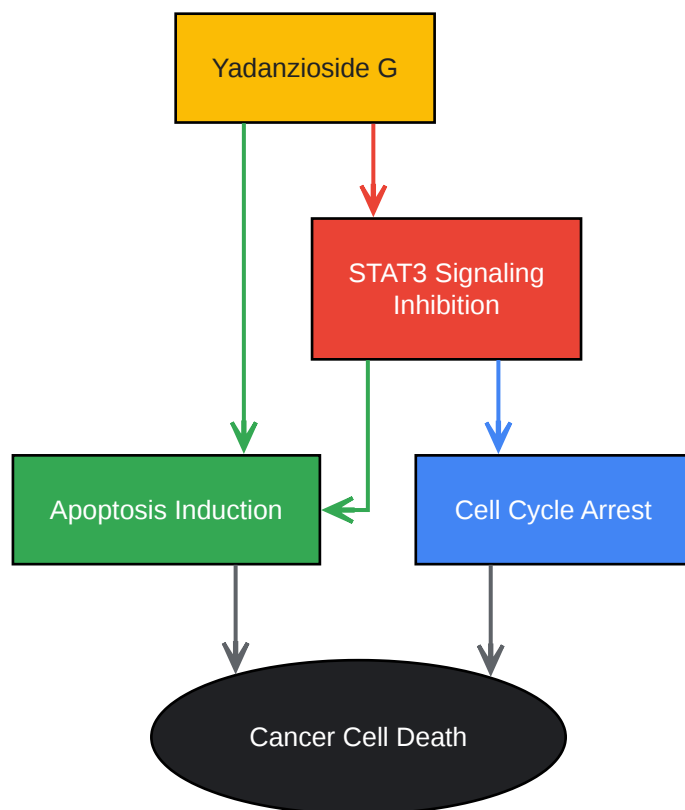 Yadanzioside G
STAT3 Signaling
Inhibition
Apoptosis Induction
Cell Cycle Arrest
Cancer Cell Death